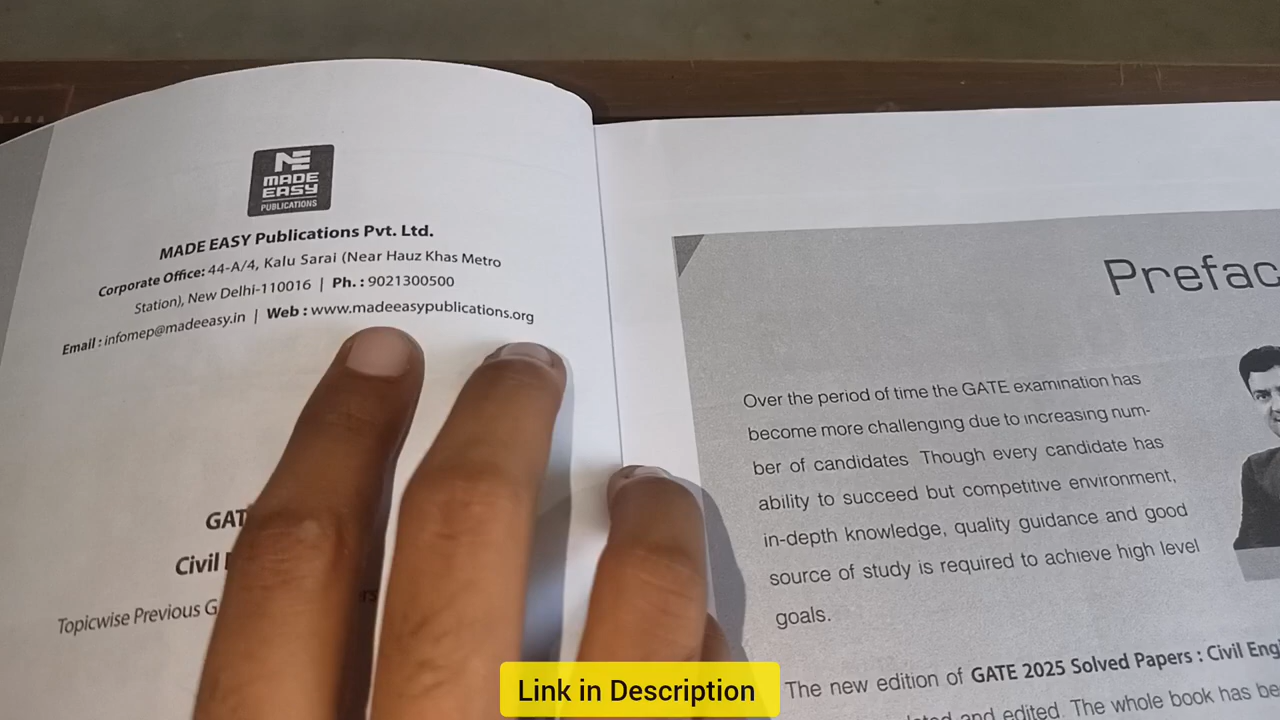 ME
MADE
EASY
PUBLICATIONS
MADE EASY Publications Pvt. Ltd.
Corporate Office: 44-A/4, Kalu Sarai (Near Hauz Khas Metro
Station), New Delhi-110016 | Ph. : 9021300500
Email : infomep@madeeasy.in | Web : www.madeeasypublications.org
GAT
Civil
Topicwise Previous G
Prefac
Over the period of time the GATE examination has
become more challenging due to increasing num-
ber of candidates Though every candidate has
ability to succeed but competitive environment,
in-depth knowledge, quality guidance and good
source of study is required to achieve high level
goals.
The new edition of GATE 2025 Solved Papers : Civil Eng
and edited. The whole book has be
Link in Description